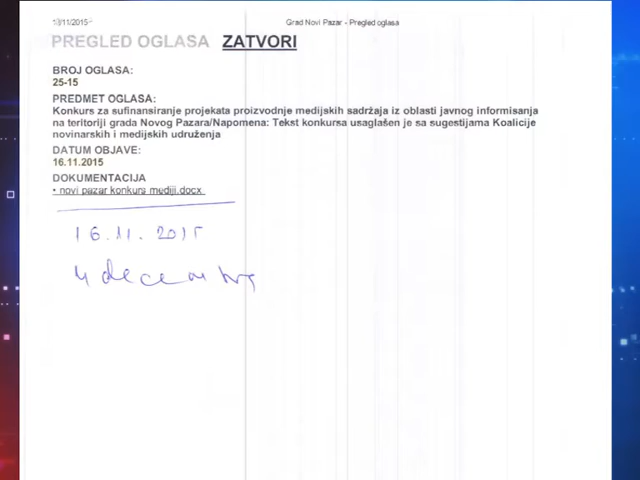 Grad Novi Pazar - Pregled oglasa
PREGLED OGLASA ZATVORI
BROJ OGLASA:
25-15
PREDMET OGLASA:
Konkurs za sufinansiranje projekata proizvodnje medijskih sadržaja iz oblasti javnog informisanja
na teritoriji grada Novog Pazara/Napomena: Tekst konkursa usaglašen je sa sugestijama Koalicije
novinarskih i medijskih udruženja
DATUM OBJAVE:
16.11.2015
DOKUMENTACIJA
• novi pazar konkurs mediji.docx
16.11.2015
4 decembra